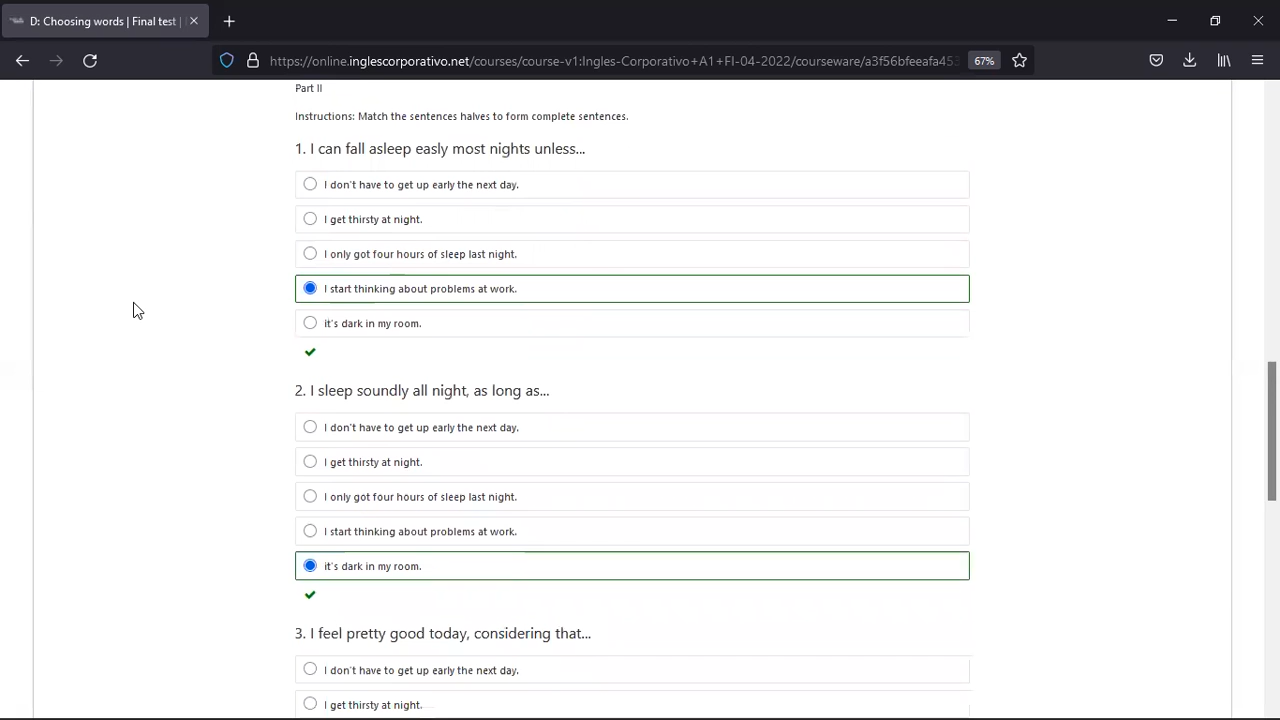 D: Choosing words | Final test |
https://online.inglescorporativo.net/courses/course-v1:Ingles-Corporativo+A1+FI-04-2022/courseware/a3f56bfeeafa453
67%
Part II
Instructions: Match the sentences halves to form complete sentences.
1. I can fall asleep easly most nights unless...
I don't have to get up early the next day.
I get thirsty at night.
I only got four hours of sleep last night.
I start thinking about problems at work.
it's dark in my room.
2. I sleep soundly all night, as long as...
I don't have to get up early the next day.
I get thirsty at night.
I only got four hours of sleep last night.
I start thinking about problems at work.
it's dark in my room.
3. I feel pretty good today, considering that...
I don't have to get up early the next day.
I get thirsty at night.